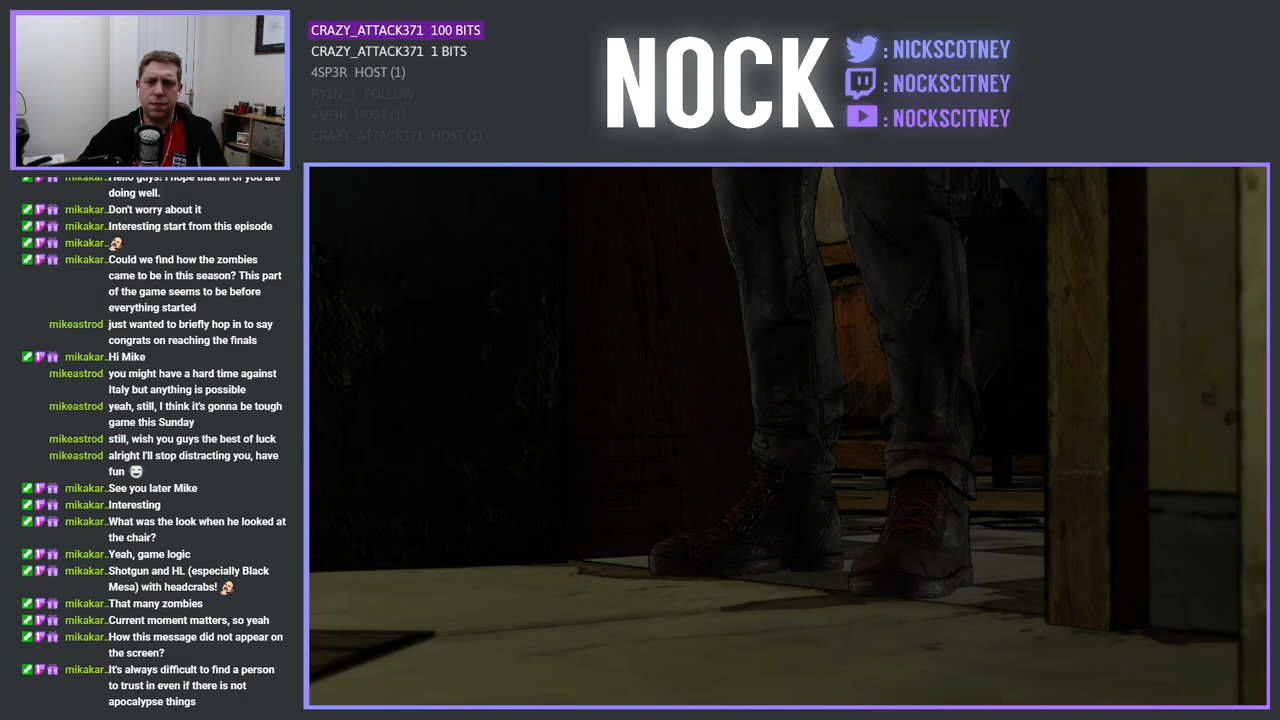 CRAZY_ATTACK371 100 BITS
CRAZY_ATTACK371 1 BITS
4SP3R HOST (1)
RY1N_1 FOLLOW
4SP3R HOST (1)
CRAZY_ATTACK371 HOST (1)
NOCK
: NICKSCOTNEY
: NOCKSCITNEY
: NOCKSCITNEY
mikakar.. Hello guys! I hope that all of you are
doing well.
mikakar.. Don't worry about it
mikakar.. Interesting start from this episode
mikakar..
mikakar.. Could we find how the zombies
came to be in this season? This part
of the game seems to be before
everything started
mikeastrod just wanted to briefly hop in to say
congrats on reaching the finals
mikakar.. Hi Mike
mikeastrod you might have a hard time against
Italy but anything is possible
mikeastrod yeah, still, I think it's gonna be tough
game this Sunday
mikeastrod still, wish you guys the best of luck
mikeastrod alright I'll stop distracting you, have
fun
mikakar.. See you later Mike
mikakar.. Interesting
mikakar.. What was the look when he looked at
the chair?
mikakar.. Yeah, game logic
mikakar.. Shotgun and HL (especially Black
Mesa) with headcrabs!
mikakar.. That many zombies
mikakar.. Current moment matters, so yeah
mikakar.. How this message did not appear on
the screen?
mikakar.. It's always difficult to find a person
to trust in even if there is not
apocalypse things